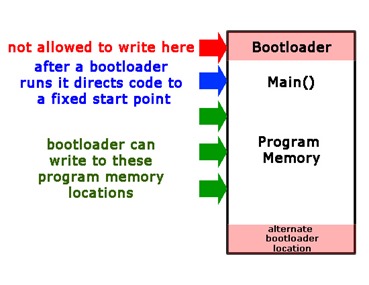 not allowed to write here
Bootloader
after a bootloader
runs it directs code to
a fixed start point
Main()
bootloader can
write to these
program memory
locations
Program
Memory
alternate
bootloader
location